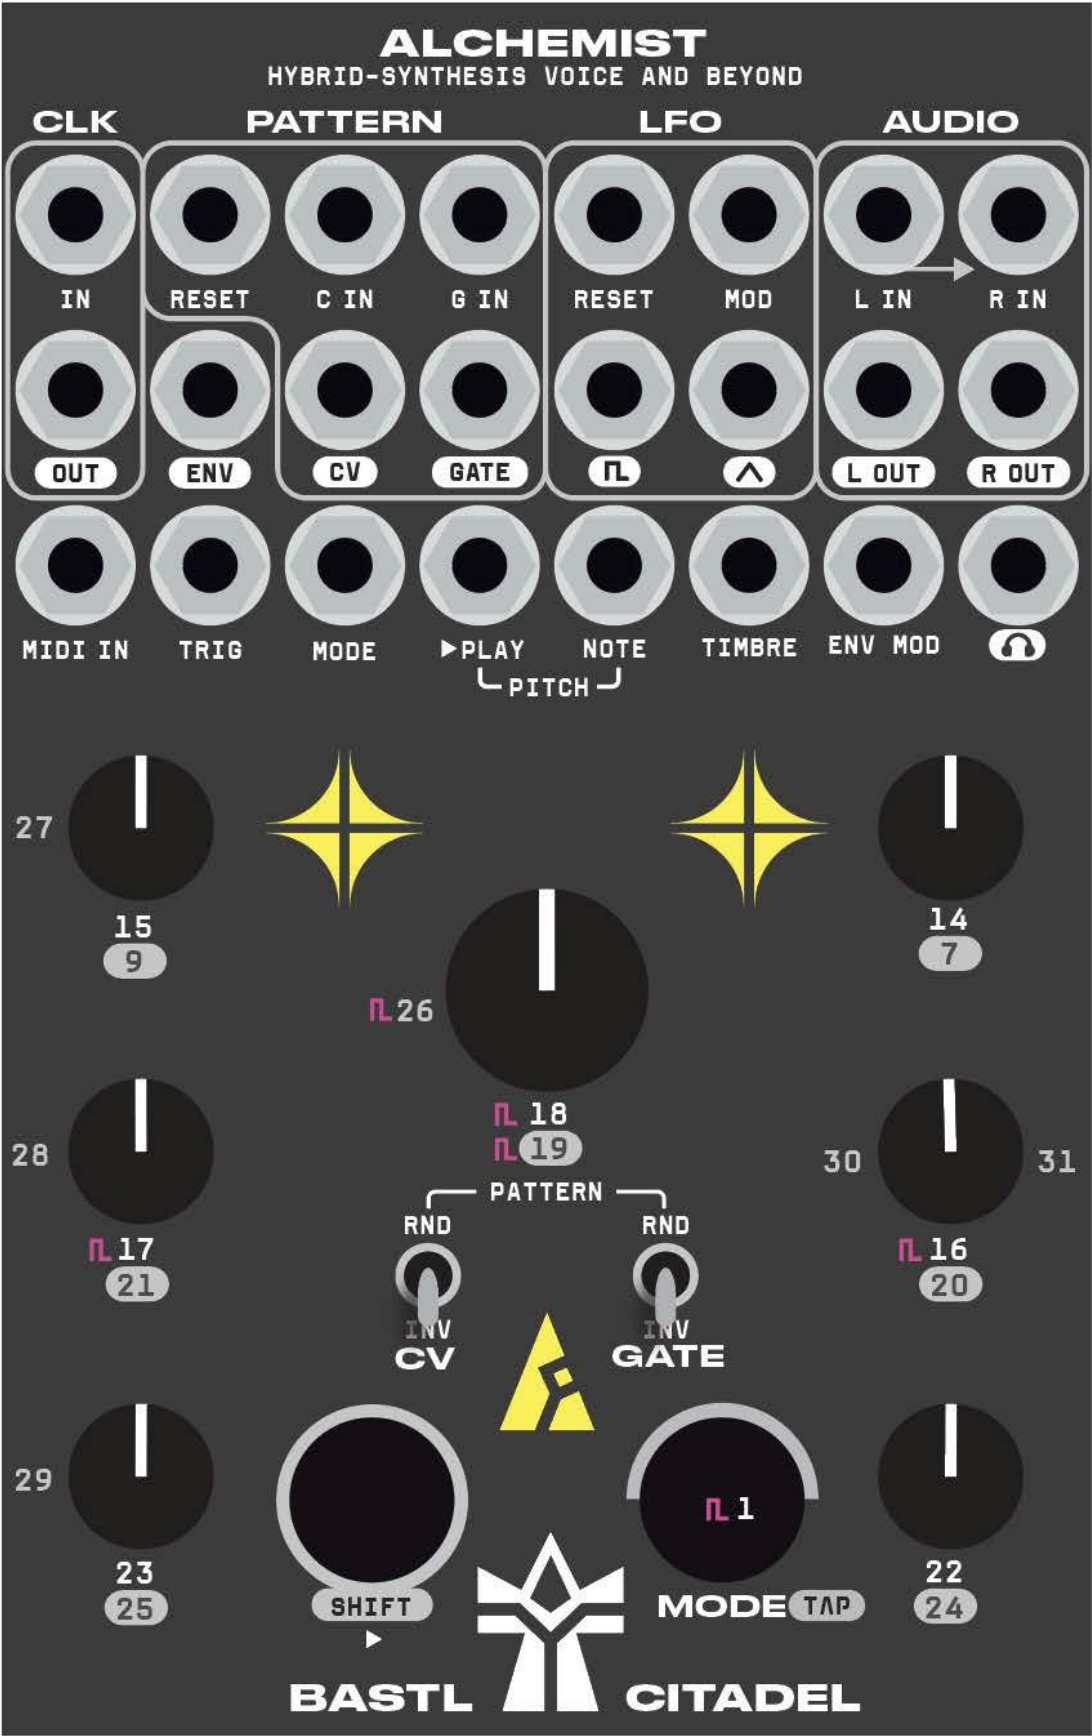 ALCHEMIST
HYBRID-SYNTHESIS VOICE AND BEYOND
CLK PATTERN LFO AUDIO
IN RESET C IN G IN RESET MOD L IN R IN
OUT ENV CV GATE L OUT R OUT
MIDI IN TRIG MODE ▶PLAY NOTE TIMBRE ENV MOD
PITCH
27
15
9
14
7
26
18
19
28
17
21
30 31
16
20
PATTERN
RND RND
INV INV
CV GATE
29
23
25
1
22
24
SHIFT
▶
MODE TAP
BASTL CITADEL